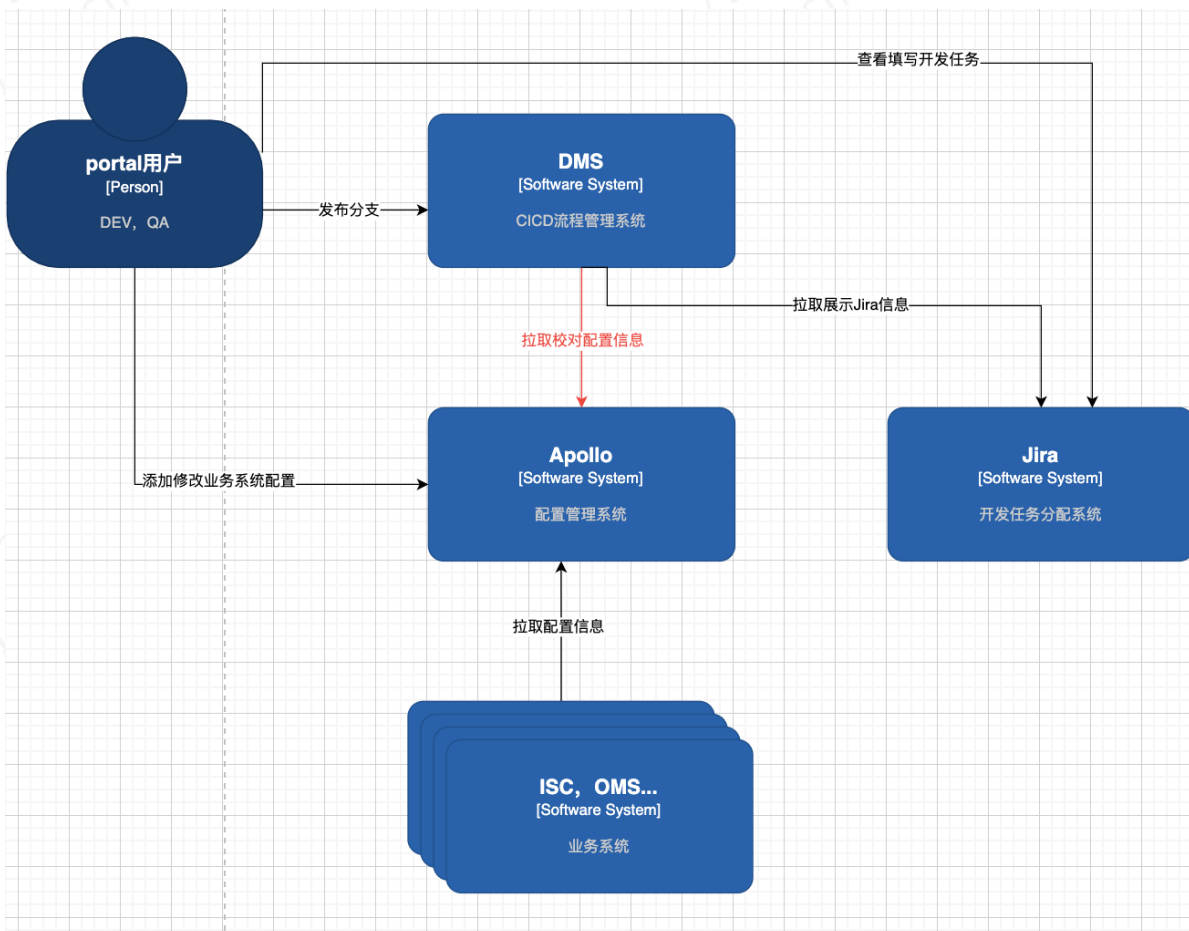 查看填写开发任务
portal用户
[Person]
DEV，QA
DMS
[Software System]
CICD流程管理系统
发布分支
拉取展示Jira信息
拉取校对配置信息
Apollo
[Software System]
配置管理系统
Jira
[Software System]
开发任务分配系统
添加修改业务系统配置
拉取配置信息
ISC，OMS...
[Software System]
业务系统